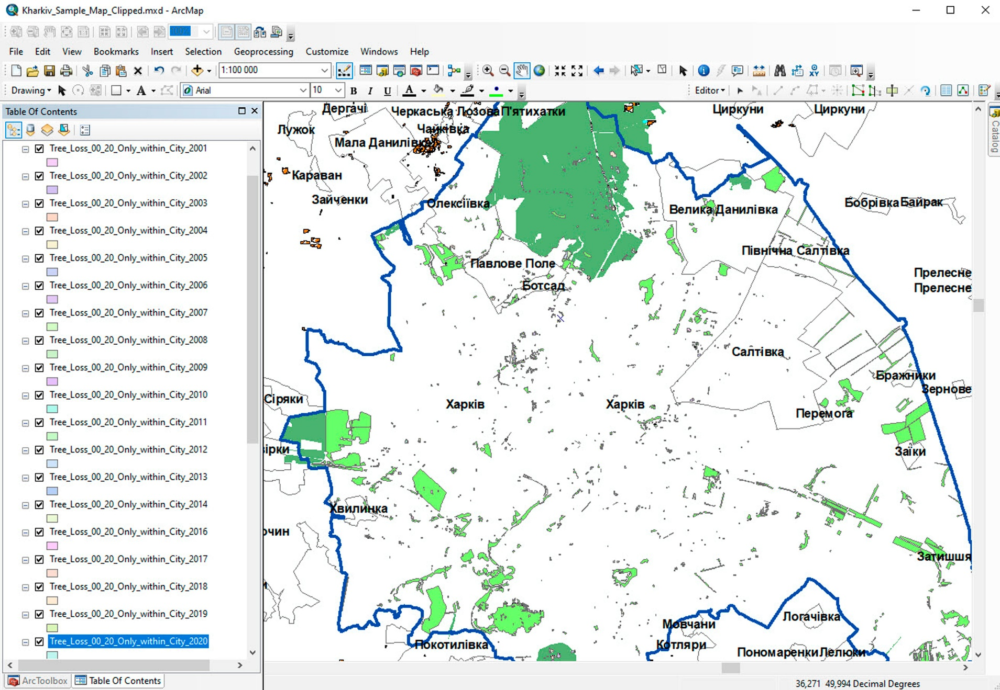 Kharkiv_Sample_Map_Clipped.mxd - ArcMap
100%
File Edit View Bookmarks Insert Selection Geoprocessing Customize Windows Help
1:100 000
Drawing Arial 10 B I U A Editor
Table Of Contents
Tree_Loss_00_20_Only_within_City_2001
Tree_Loss_00_20_Only_within_City_2002
Tree_Loss_00_20_Only_within_City_2003
Tree_Loss_00_20_Only_within_City_2004
Tree_Loss_00_20_Only_within_City_2005
Tree_Loss_00_20_Only_within_City_2006
Tree_Loss_00_20_Only_within_City_2007
Tree_Loss_00_20_Only_within_City_2008
Tree_Loss_00_20_Only_within_City_2009
Tree_Loss_00_20_Only_within_City_2010
Tree_Loss_00_20_Only_within_City_2011
Tree_Loss_00_20_Only_within_City_2012
Tree_Loss_00_20_Only_within_City_2013
Tree_Loss_00_20_Only_within_City_2014
Tree_Loss_00_20_Only_within_City_2016
Tree_Loss_00_20_Only_within_City_2017
Tree_Loss_00_20_Only_within_City_2018
Tree_Loss_00_20_Only_within_City_2019
Tree_Loss_00_20_Only_within_City_2020
ArcToolbox Table Of Contents
Дергачі
Черкаська Лозова
П'ятихатки
Циркуни
Циркуни
Лужок
Чайківка
Мала Данилівка
Караван
Зайченки
Олексіївка
Велика Данилівка
Бобрівка
Байрак
Північна Салтівка
Павлове Поле
Прелесне
Ботсад
Прелесне
Салтівка
Бражники
Зернове
Сіряки
Харків
Харків
Перемога
вірки
Заїки
Хвилинка
очин
Затишшя
Логачівка
Мовчани
Покотилівка
Котляри
Пономаренки
Лелюки
Catalog
36,271 49,994 Decimal Degrees